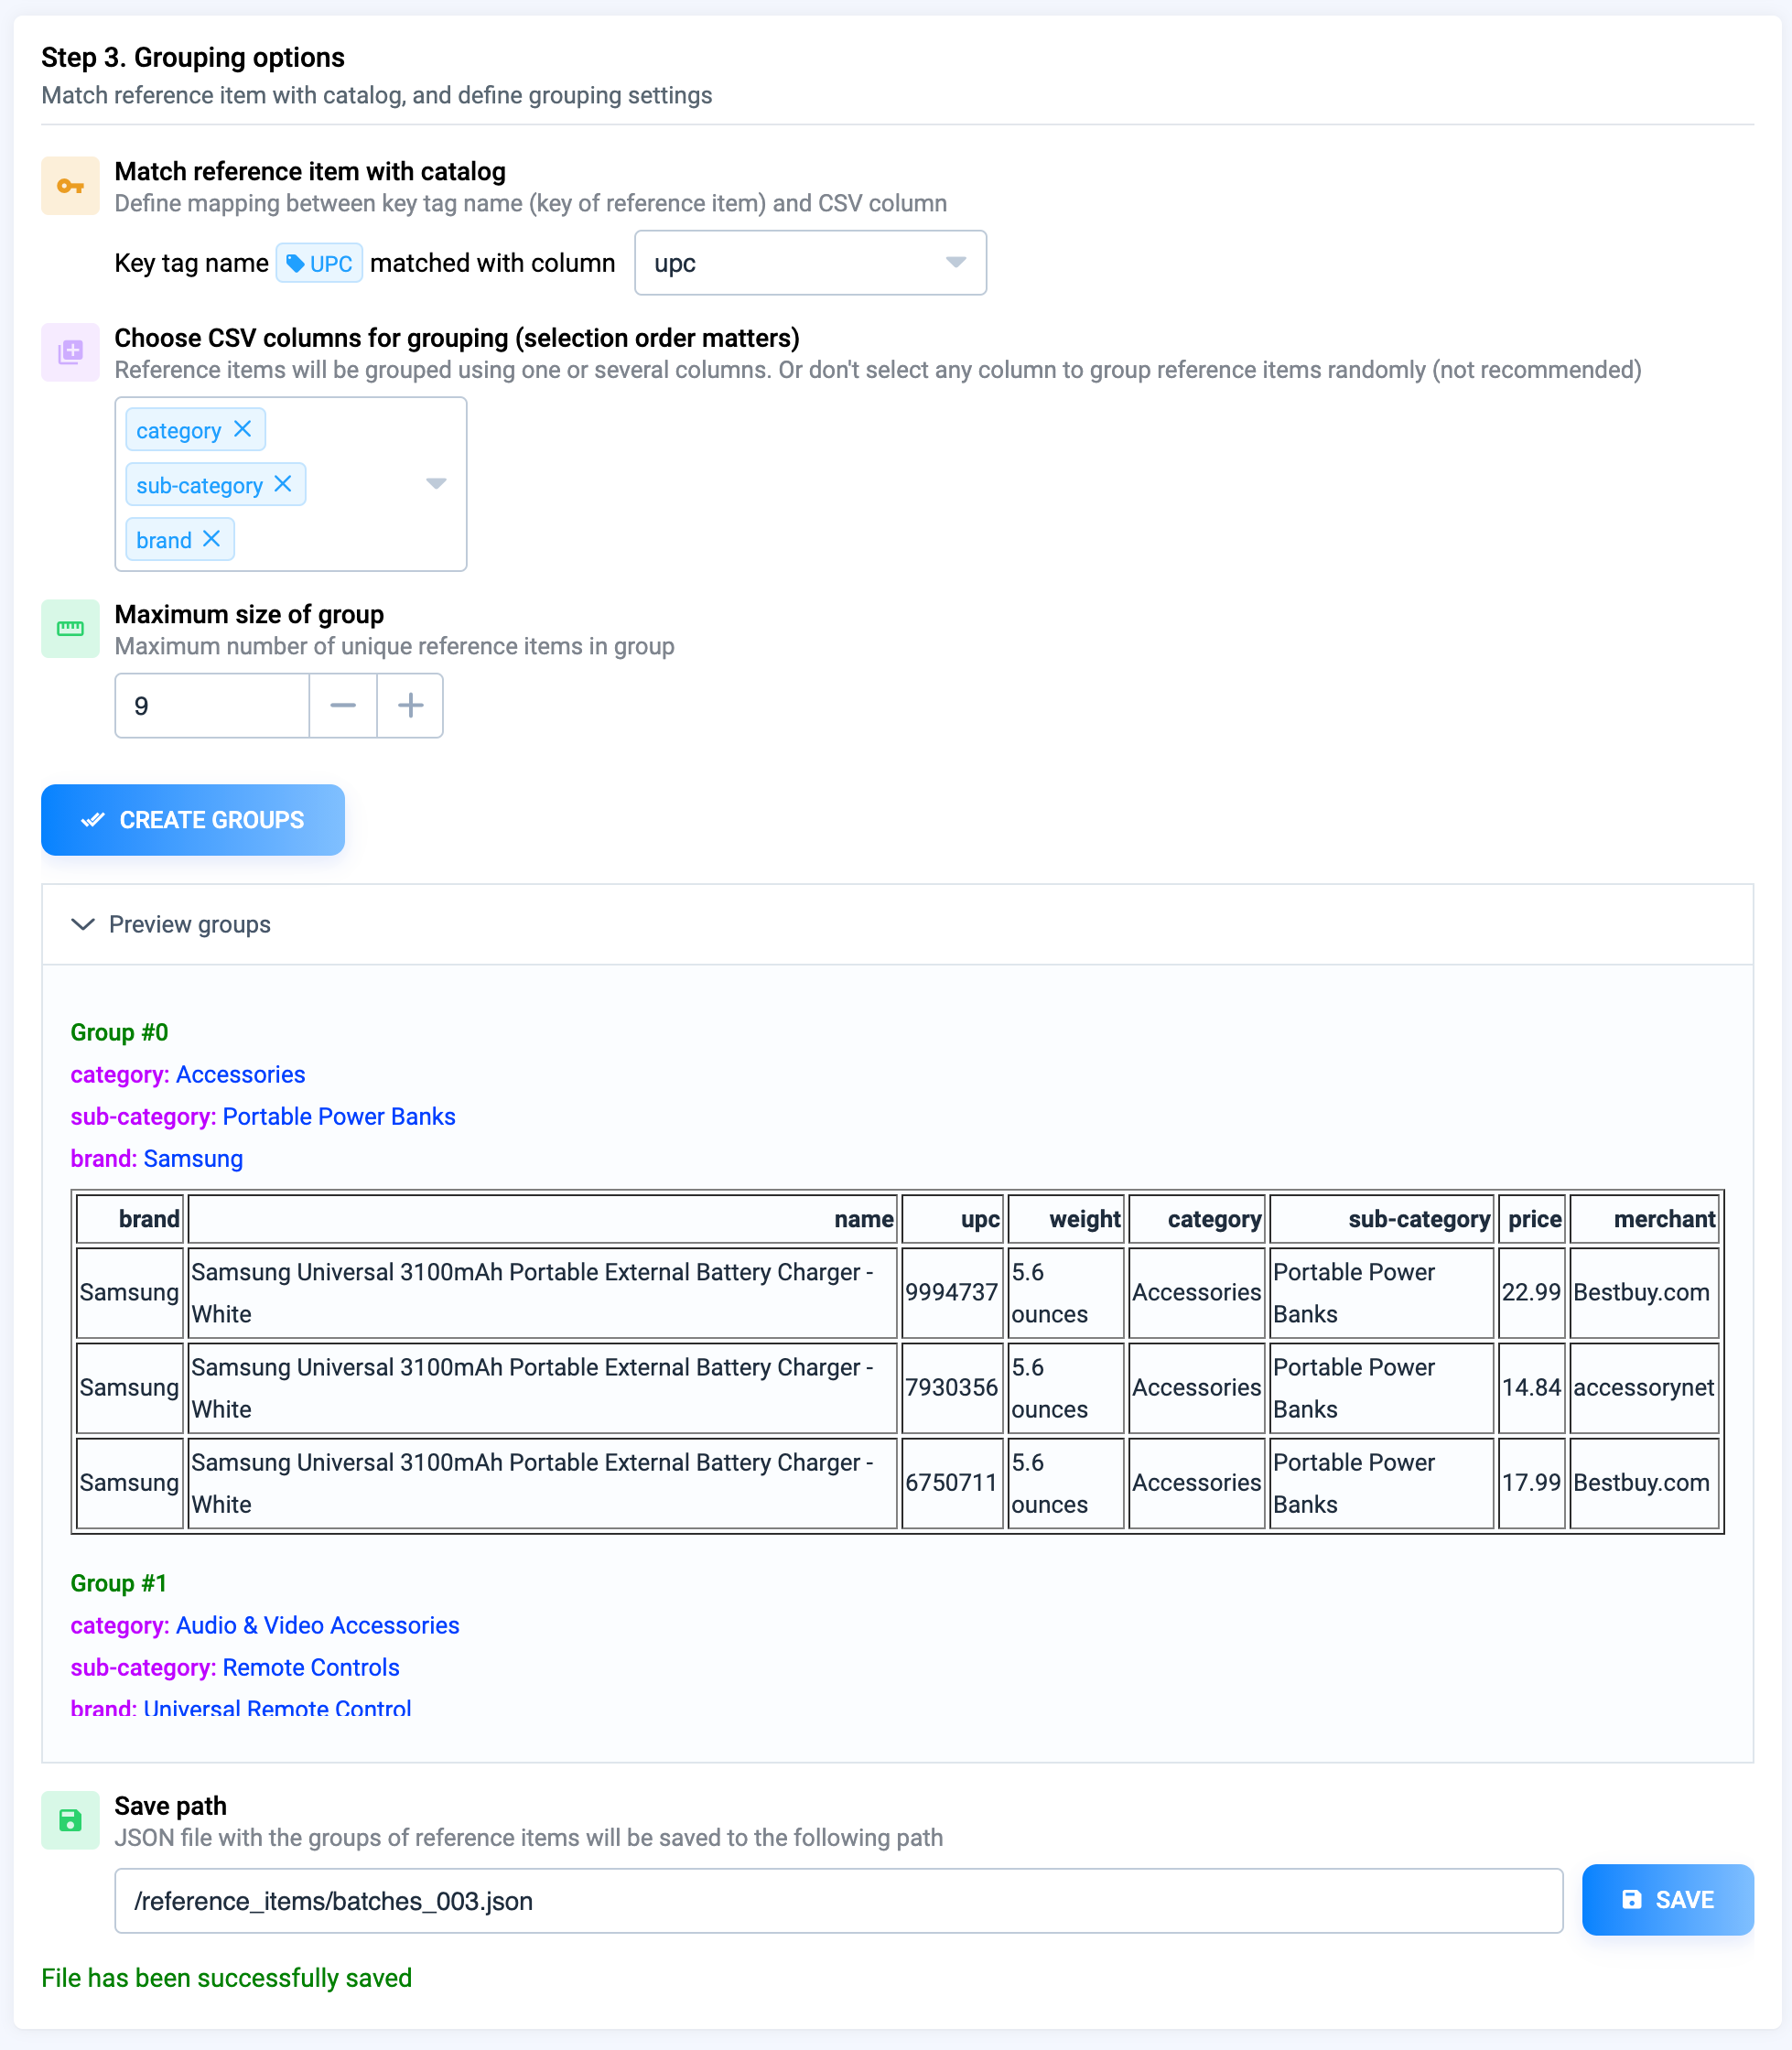 Step 3. Grouping options
Match reference item with catalog, and define grouping settings
Match reference item with catalog
Define mapping between key tag name (key of reference item) and CSV column
Key tag name UPC matched with column upc
Choose CSV columns for grouping (selection order matters)
Reference items will be grouped using one or several columns. Or don't select any column to group reference items randomly (not recommended)
category
sub-category
brand
Maximum size of group
Maximum number of unique reference items in group
9
CREATE GROUPS
Preview groups
Group #0
category: Accessories
sub-category: Portable Power Banks
brand: Samsung
brand name upc weight category sub-category price merchant
Samsung Samsung Universal 3100mAh Portable External Battery Charger - White 9994737 5.6 ounces Accessories Portable Power Banks 22.99 Bestbuy.com
Samsung Samsung Universal 3100mAh Portable External Battery Charger - White 7930356 5.6 ounces Accessories Portable Power Banks 14.84 accessorynet
Samsung Samsung Universal 3100mAh Portable External Battery Charger - White 6750711 5.6 ounces Accessories Portable Power Banks 17.99 Bestbuy.com
Group #1
category: Audio & Video Accessories
sub-category: Remote Controls
brand: Universal Remote Control
Save path
JSON file with the groups of reference items will be saved to the following path
/reference_items/batches_003.json
SAVE
File has been successfully saved